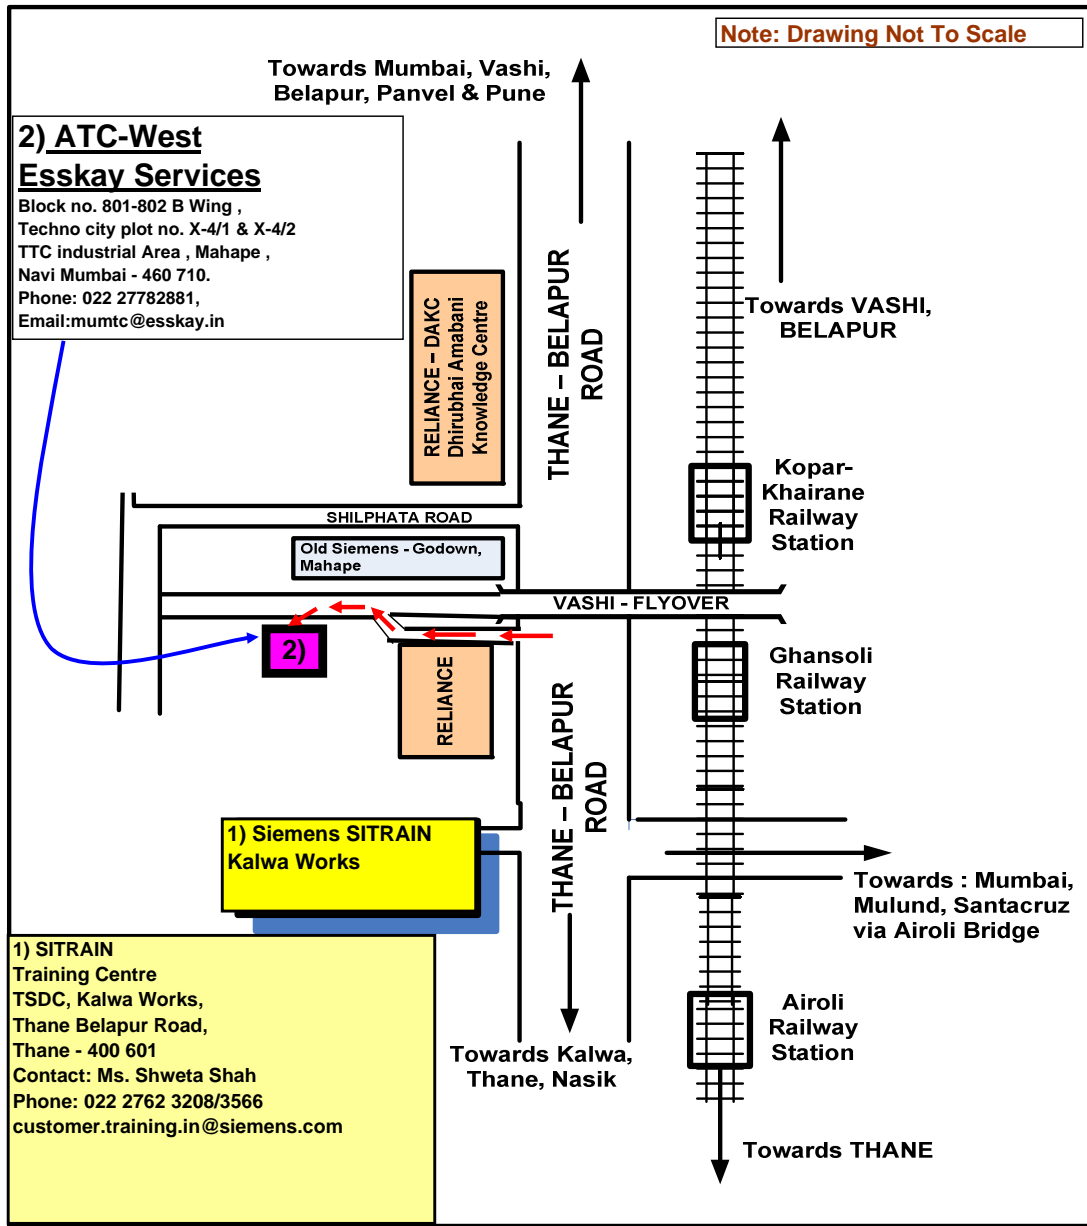 Note: Drawing Not To Scale
Towards Mumbai, Vashi,
Belapur, Panvel & Pune
2) ATC-West
Esskay Services
Block no. 801-802 B Wing ,
Techno city plot no. X-4/1 & X-4/2
TTC industrial Area , Mahape ,
Navi Mumbai - 460 710.
Phone: 022 27782881,
Email:mumtc@esskay.in
Towards VASHI,
BELAPUR
RELIANCE – DAKC
Dhirubhai Amabani
Knowledge Centre
THANE – BELAPUR
ROAD
Kopar-
Khairane
Railway
Station
SHILPHATA ROAD
Old Siemens - Godown,
Mahape
VASHI - FLYOVER
2)
RELIANCE
Ghansoli
Railway
Station
THANE – BELAPUR
ROAD
1) Siemens SITRAIN
Kalwa Works
Towards : Mumbai,
Mulund, Santacruz
via Airoli Bridge
1) SITRAIN
Training Centre
TSDC, Kalwa Works,
Thane Belapur Road,
Thane - 400 601
Contact: Ms. Shweta Shah
Phone: 022 2762 3208/3566
customer.training.in@siemens.com
Towards Kalwa,
Thane, Nasik
Airoli
Railway
Station
Towards THANE